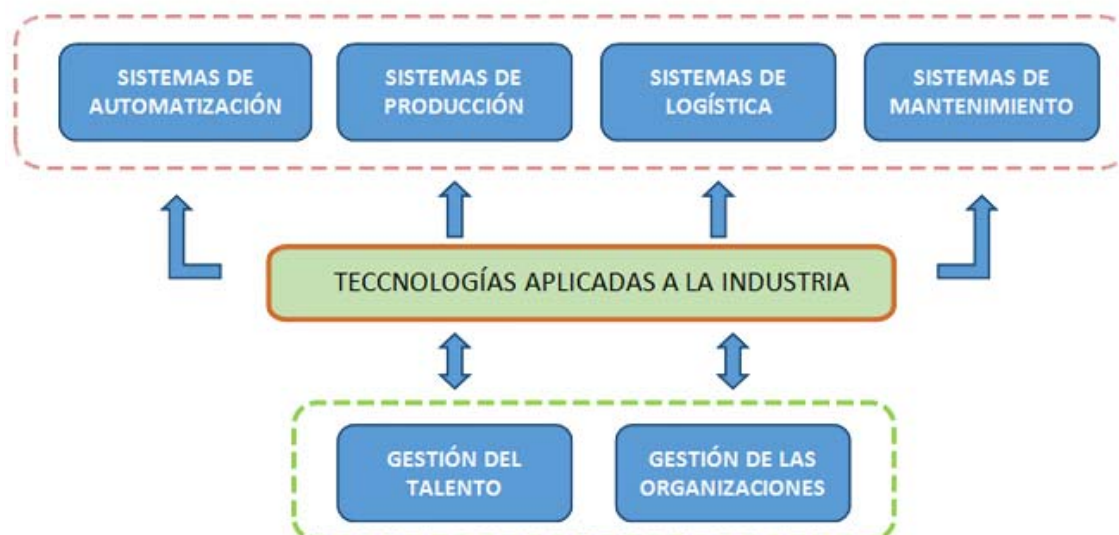 SISTEMAS DE
AUTOMATIZACIÓN
SISTEMAS DE
PRODUCCIÓN
SISTEMAS DE
LOGÍSTICA
SISTEMAS DE
MANTENIMIENTO
TECCNOLOGÍAS APLICADAS A LA INDUSTRIA
GESTIÓN DEL
TALENTO
GESTIÓN DE LAS
ORGANIZACIONES